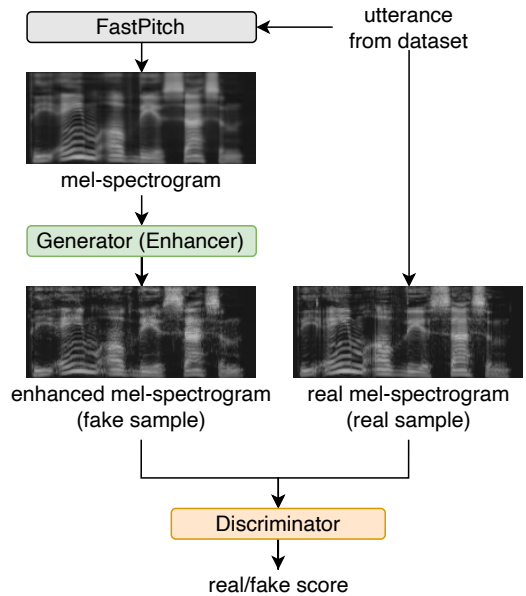 FastPitch
utterance
from dataset
mel-spectrogram
Generator (Enhancer)
enhanced mel-spectrogram
(fake sample)
real mel-spectrogram
(real sample)
Discriminator
real/fake score